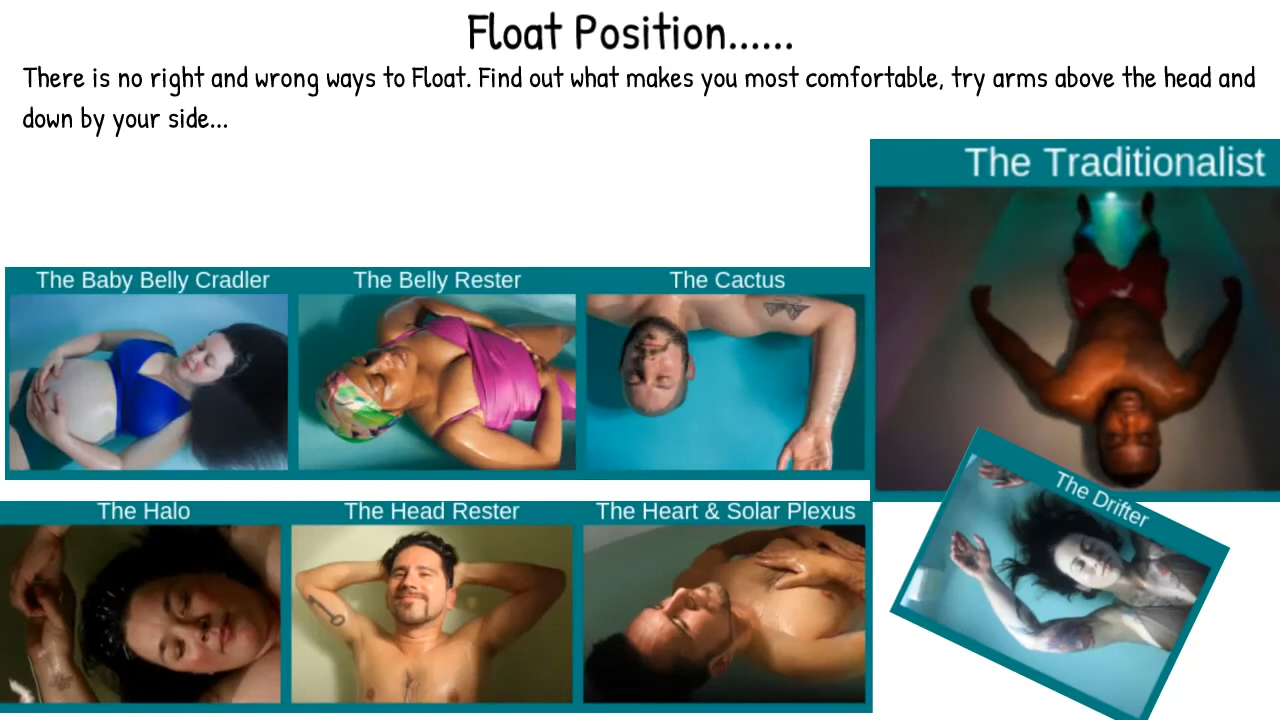 Float Position......
There is no right and wrong ways to Float. Find out what makes you most comfortable, try arms above the head and
down by your side...
The Traditionalist
The Baby Belly Cradler
The Belly Rester
The Cactus
The Drifter
The Halo
The Head Rester
The Heart & Solar Plexus